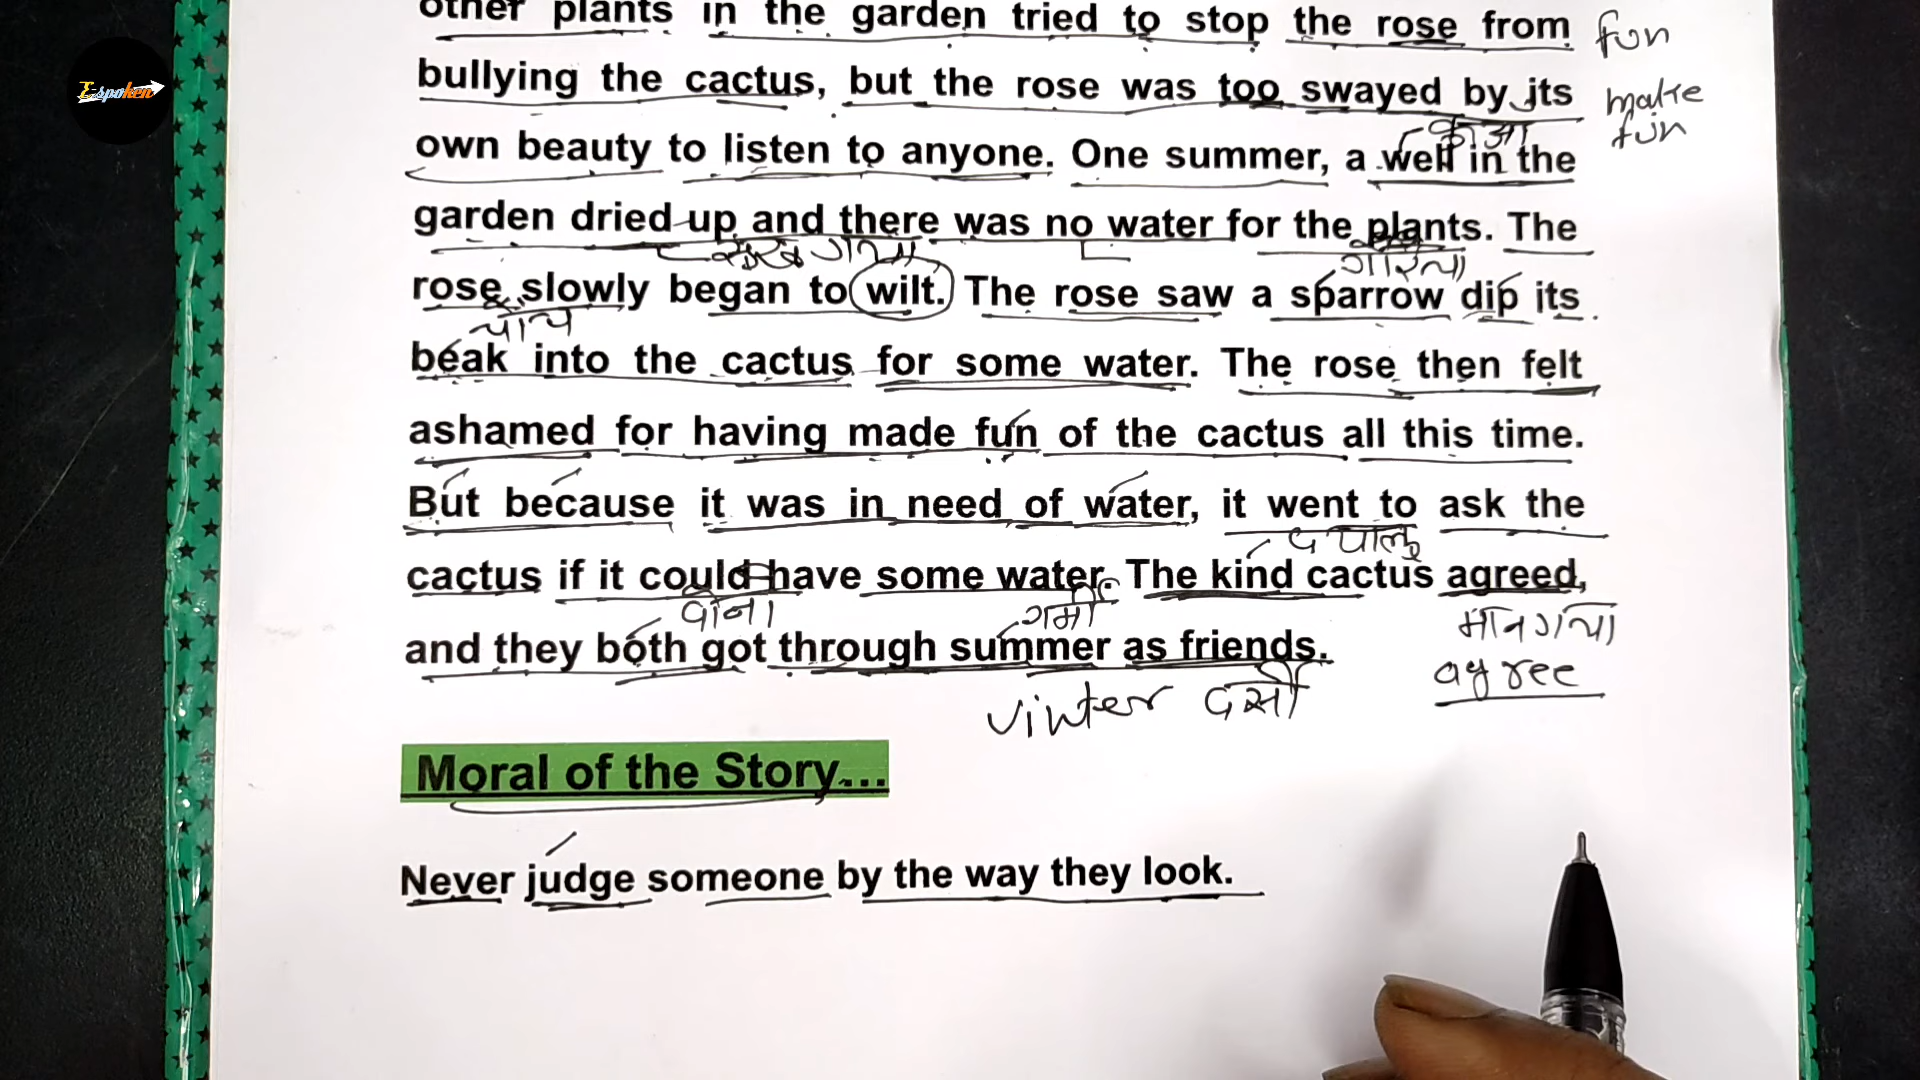 other plants in the garden tried to stop the rose from fun
bullying the cactus, but the rose was too swayed by its make
fun
own beauty to listen to anyone. One summer, a well in the
garden dried up and there was no water for the plants. The
rose slowly began to wilt. The rose saw a sparrow dip its
चोंच
beak into the cactus for some water. The rose then felt
ashamed for having made fun of the cactus all this time.
But because it was in need of water, it went to ask the
दयालु
cactus if it could have some water. The kind cactus agreed,
गर्मी मानगया
and they both got through summer as friends. agree
vinter
Moral of the Story...
Never judge someone by the way they look.
Espoken